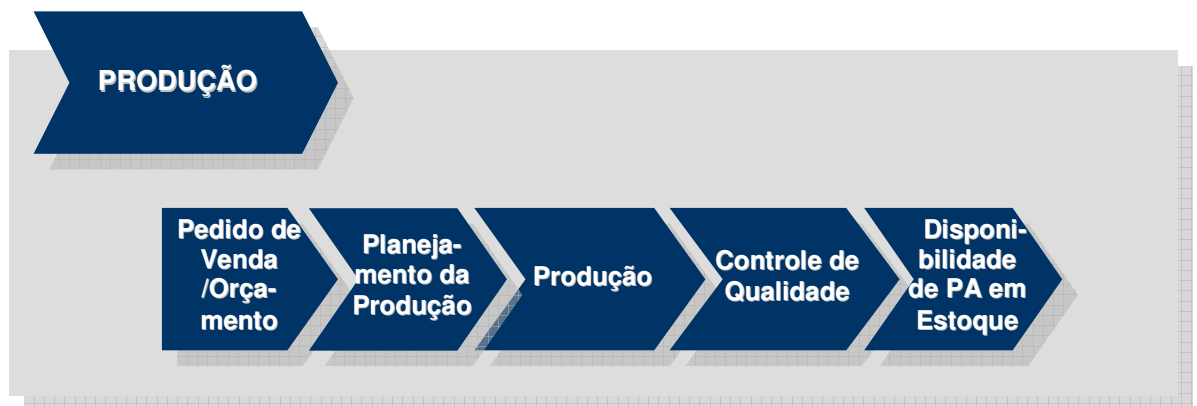 PRODUÇÃO
Pedido de
Venda
/Orça-
mento
Planeja-
mento da
Produção
Produção
Controle de
Qualidade
Disponi-
bilidade
de PA em
Estoque